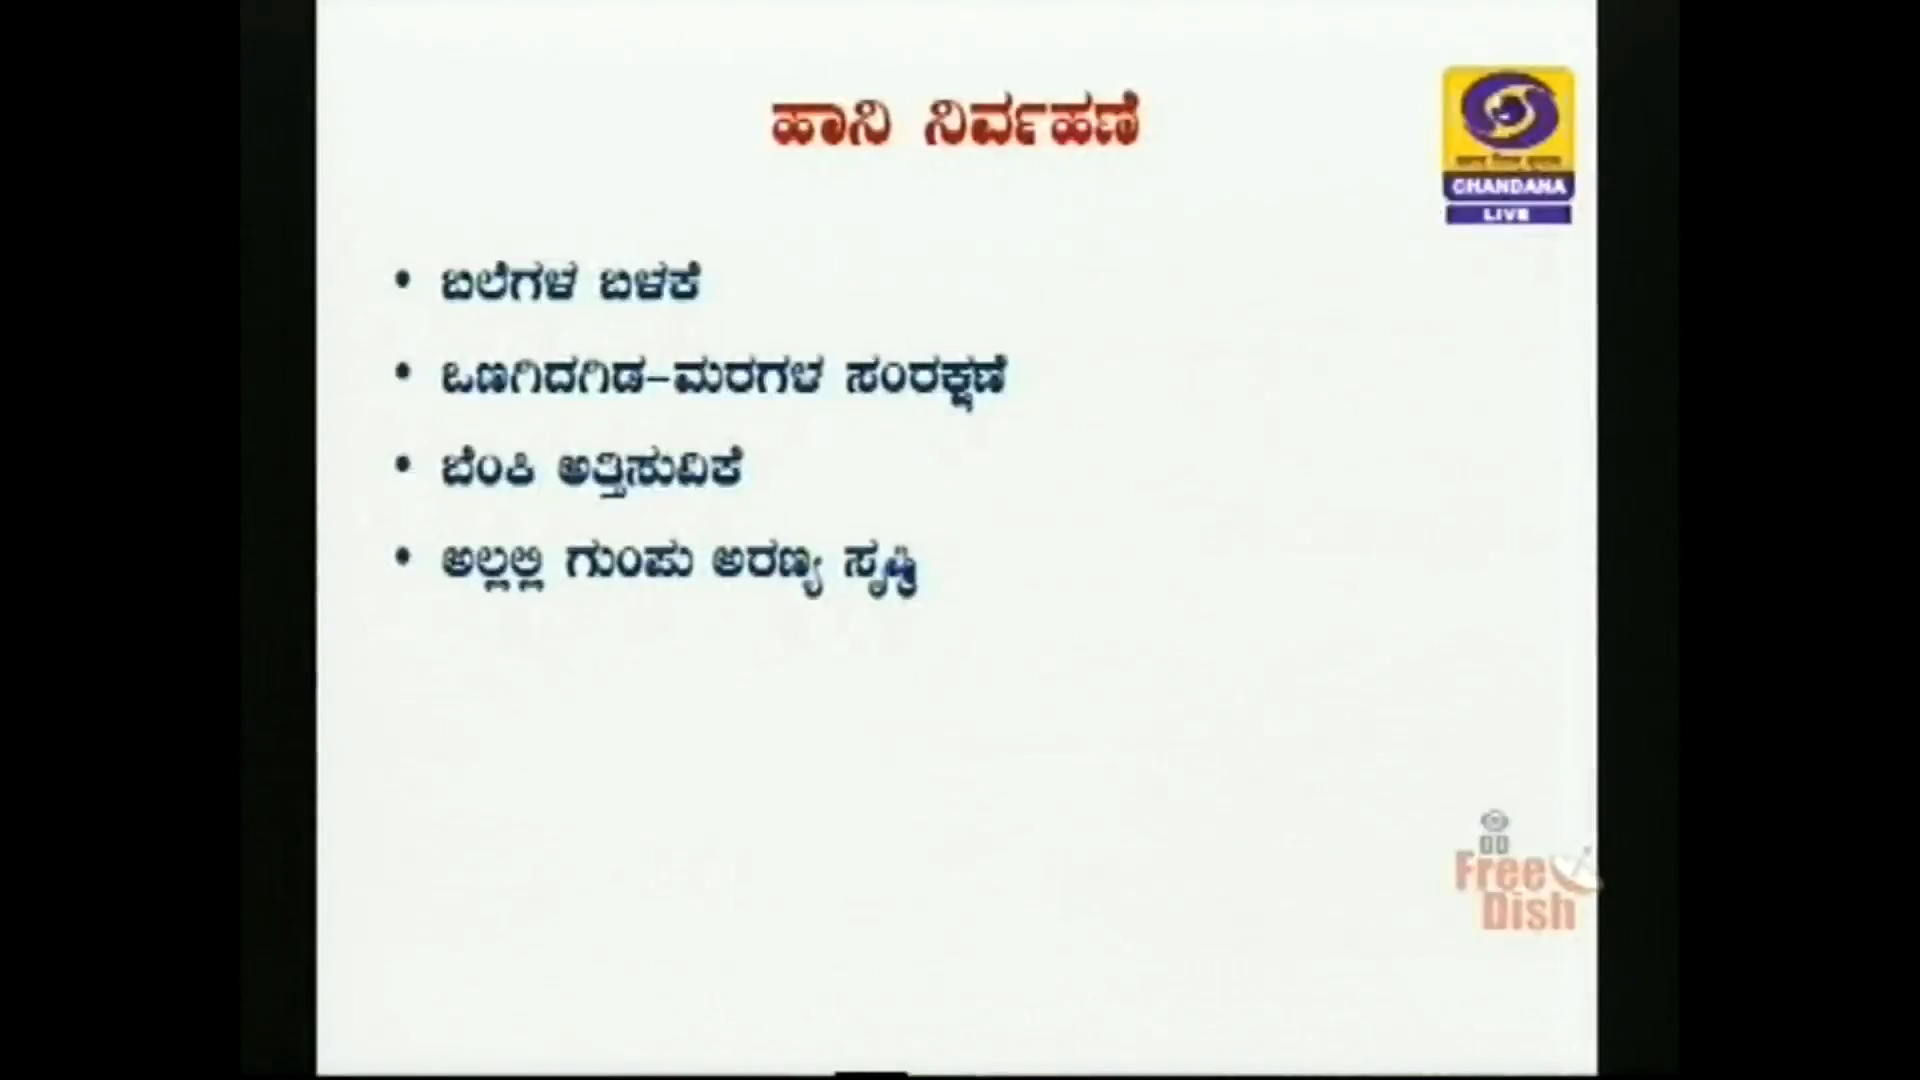 ಹಾನಿ ನಿರ್ವಹಣೆ
CHANDANA
LIVE
• ಬಲೆಗಳ ಬಳಕೆ
• ಒಣಗಿದಗಿಡ-ಮರಗಳ ಸಂರಕ್ಷಣೆ
• ಬೆಂಕಿ ಅತ್ತಿಸುವಿಕೆ
• ಅಲ್ಲಲ್ಲಿ ಗುಂಪು ಅರಣ್ಯ ಸೃಷ್ಠಿ
DD
Free
Dish